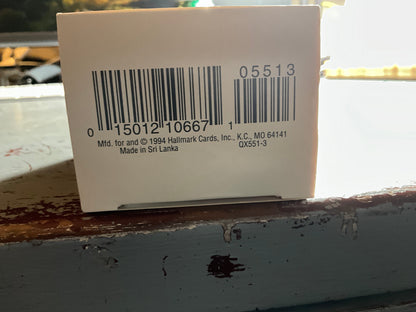 05513
0 15012 10667 1
Mfd. for and © 1994 Hallmark Cards, Inc., K.C., MO 64141
Made in Sri Lanka QX551-3